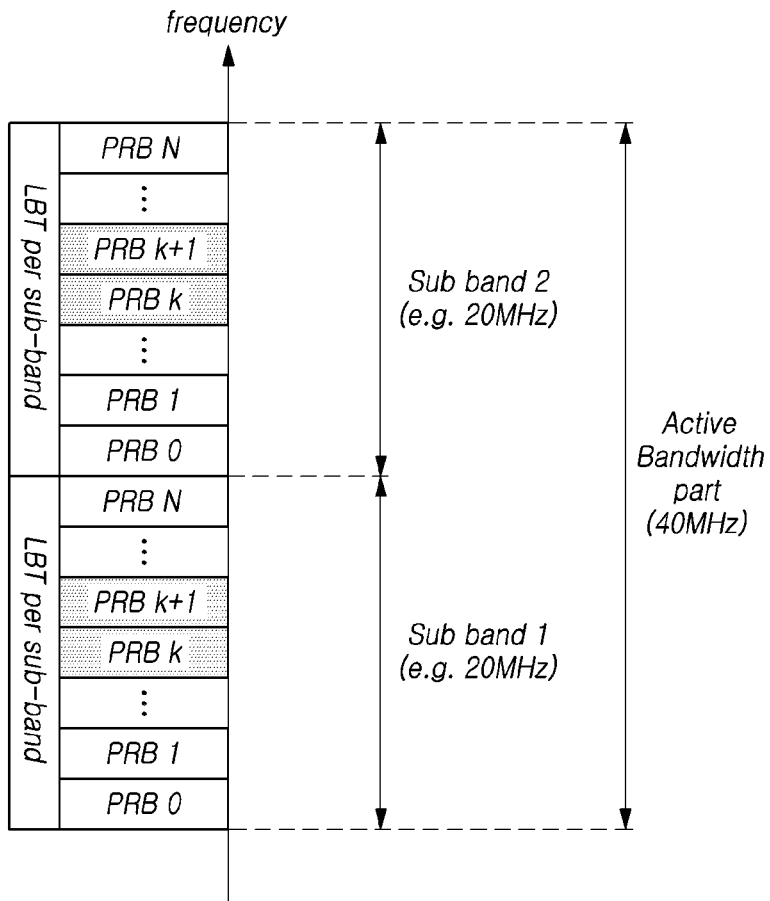 frequency
LBT per sub-band
PRB N
⋮
PRB k+1
PRB k
⋮
PRB 1
PRB 0
Sub band 2
(e.g. 20MHz)
LBT per sub-band
PRB N
⋮
PRB k+1
PRB k
⋮
PRB 1
PRB 0
Sub band 1
(e.g. 20MHz)
Active
Bandwidth
part
(40MHz)